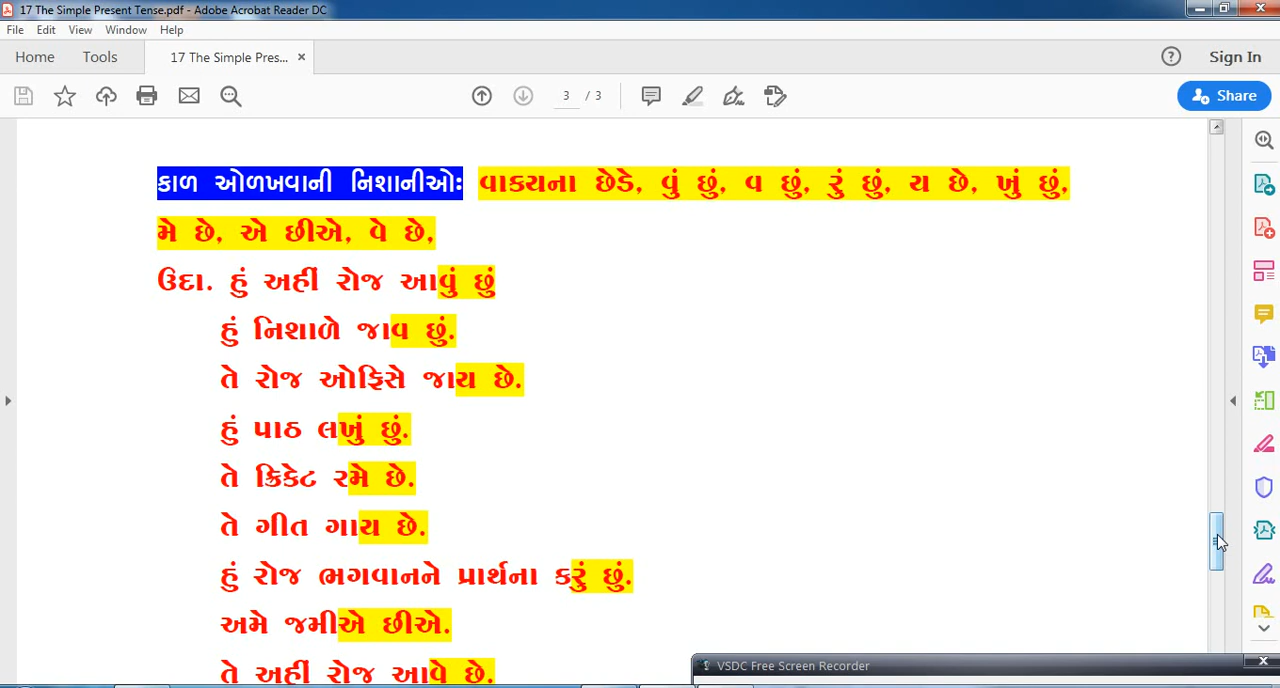 17 The Simple Present Tense.pdf - Adobe Acrobat Reader DC
File Edit View Window Help
Home Tools 17 The Simple Pres... × Sign In
3 / 3 Share
કાળ ઓળખવાની નિશાનીઓઃ વાક્યના છેડે, વું છું, વ છું, રું છું, ય છે, ખું છું,
મે છે, એ છીએ, વે છે,
ઉદા. હું અહીં રોજ આવું છું
હું નિશાળે જાવ છું.
તે રોજ ઓફિસે જાય છે.
હું પાઠ લખું છું.
તે ક્રિકેટ રમે છે.
તે ગીત ગાય છે.
હું રોજ ભગવાનને પ્રાર્થના કરું છું.
અમે જમીએ છીએ.
તે અહીં રોજ આવે છે.
VSDC Free Screen Recorder